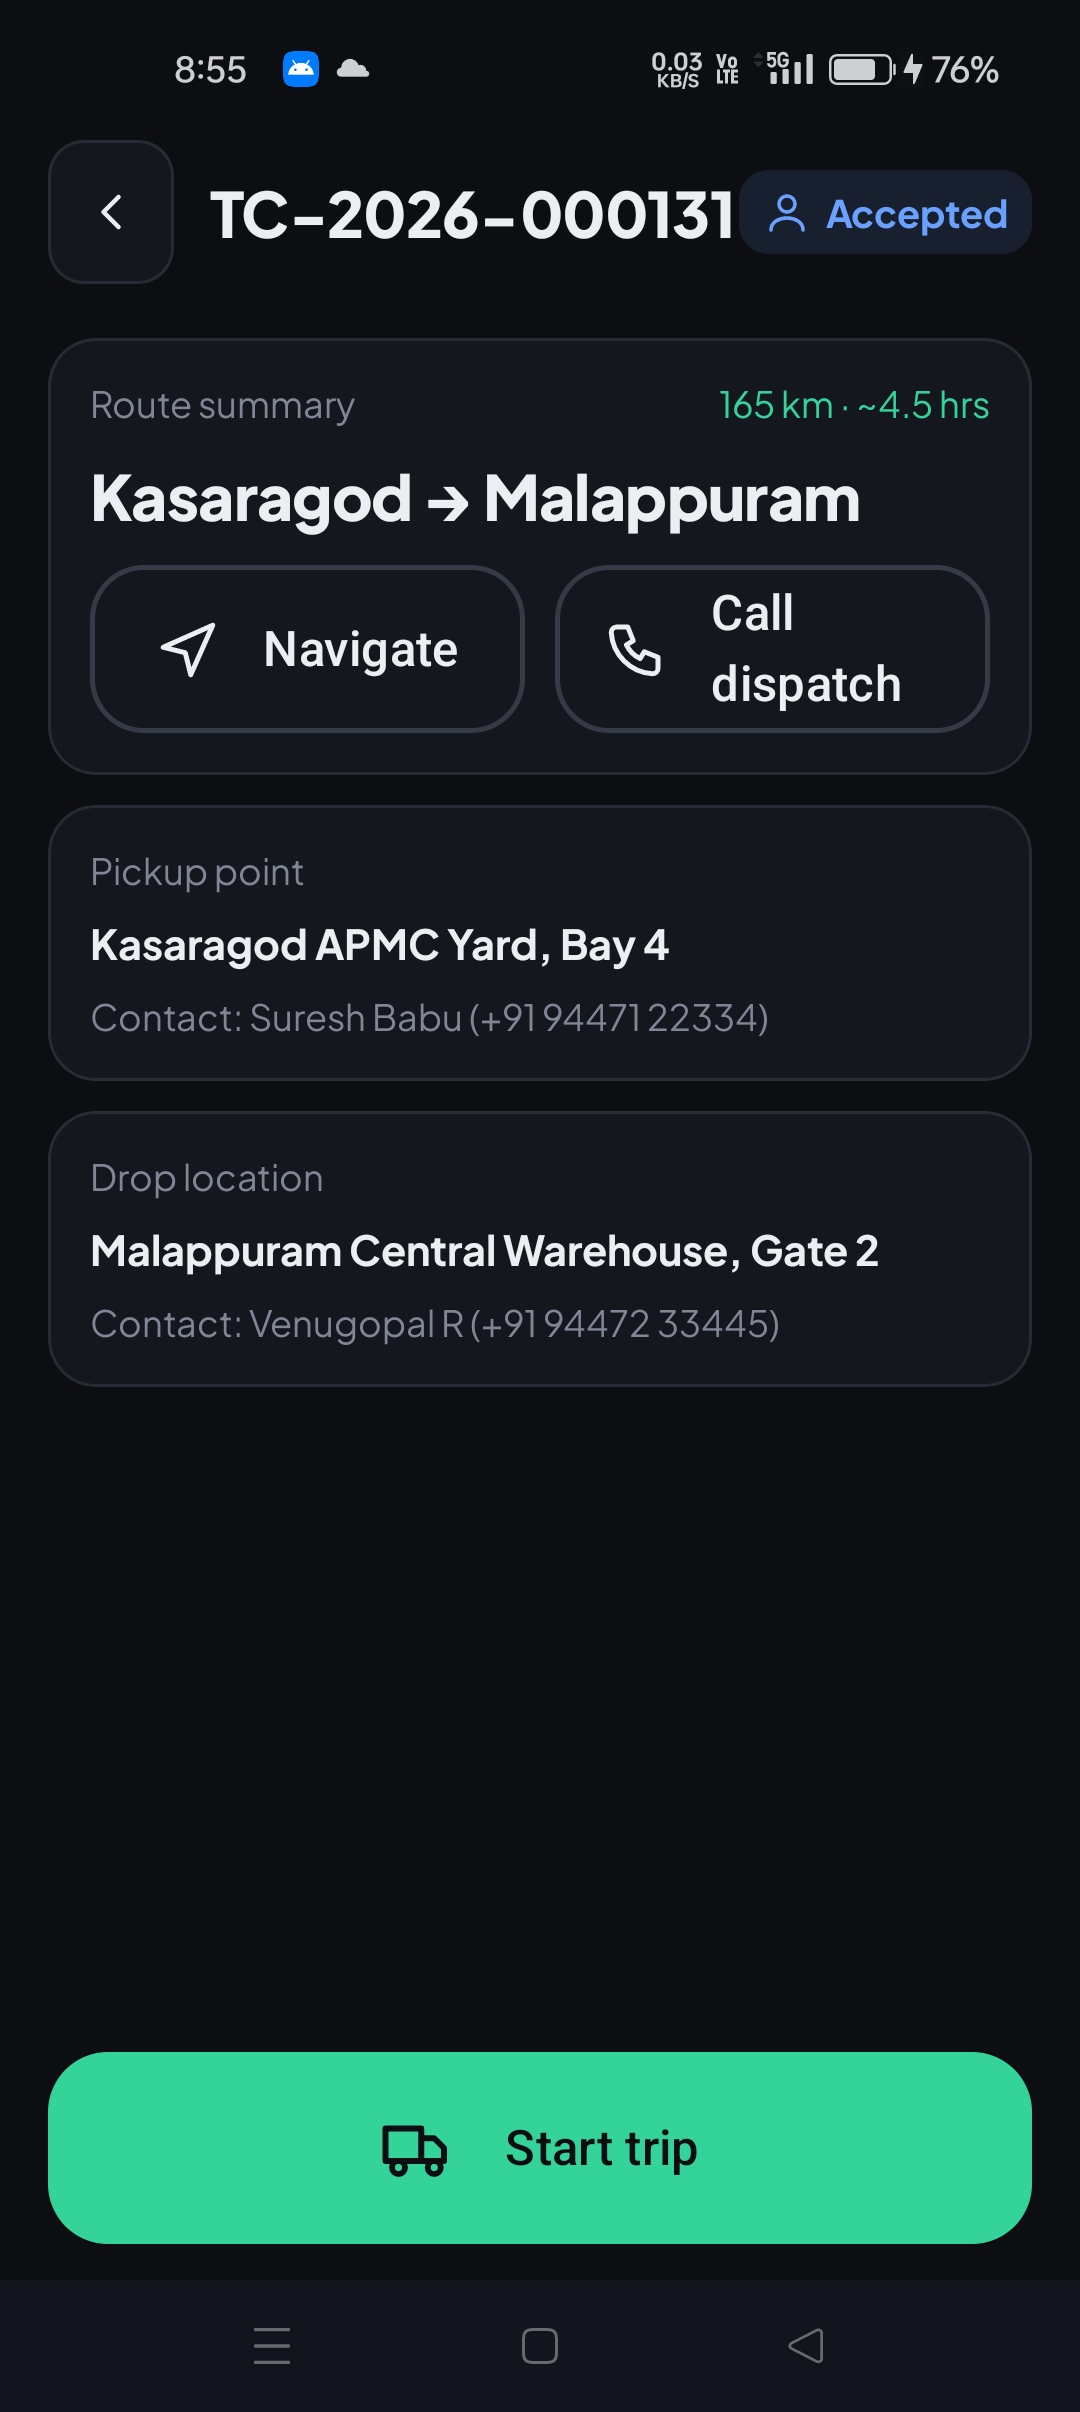 8:55
0.03 KB/S Vo LTE 5G 76%
TC-2026-000131
Accepted
Route summary
165 km · ~4.5 hrs
Kasaragod → Malappuram
Navigate
Call
dispatch
Pickup point
Kasaragod APMC Yard, Bay 4
Contact: Suresh Babu (+91 94471 22334)
Drop location
Malappuram Central Warehouse, Gate 2
Contact: Venugopal R (+91 94472 33445)
Start trip